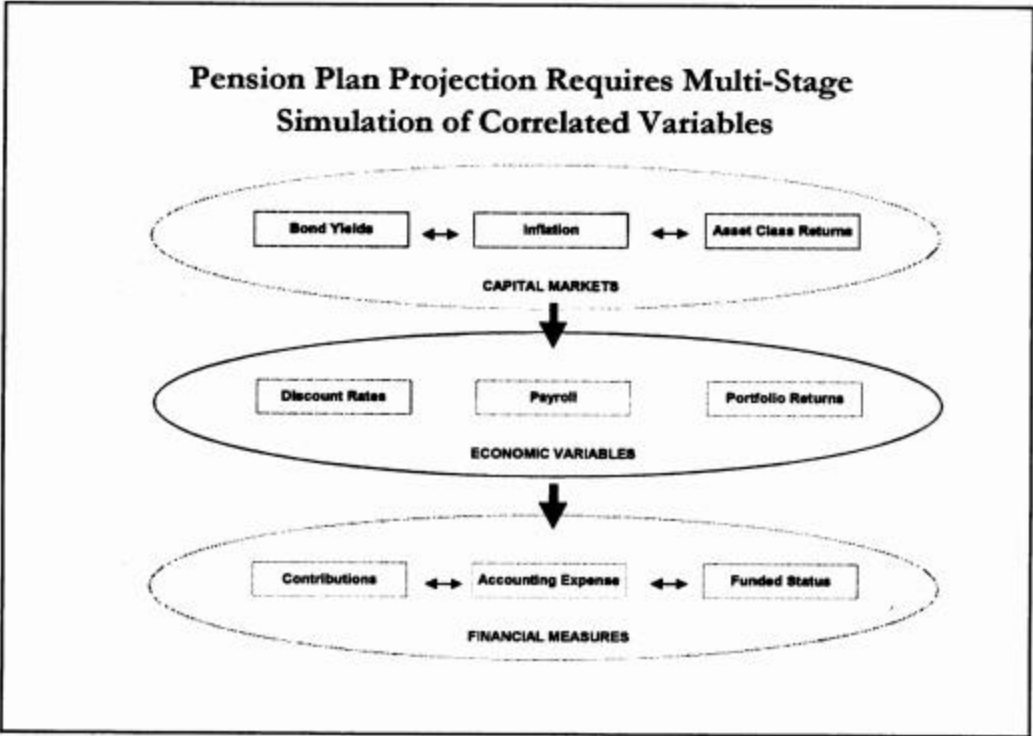 Pension Plan Projection Requires Multi-Stage
Simulation of Correlated Variables
Bond Yields
Inflation
Asset Class Returns
CAPITAL MARKETS
Discount Rates
Payroll
Portfolio Returns
ECONOMIC VARIABLES
Contributions
Accounting Expense
Funded Status
FINANCIAL MEASURES